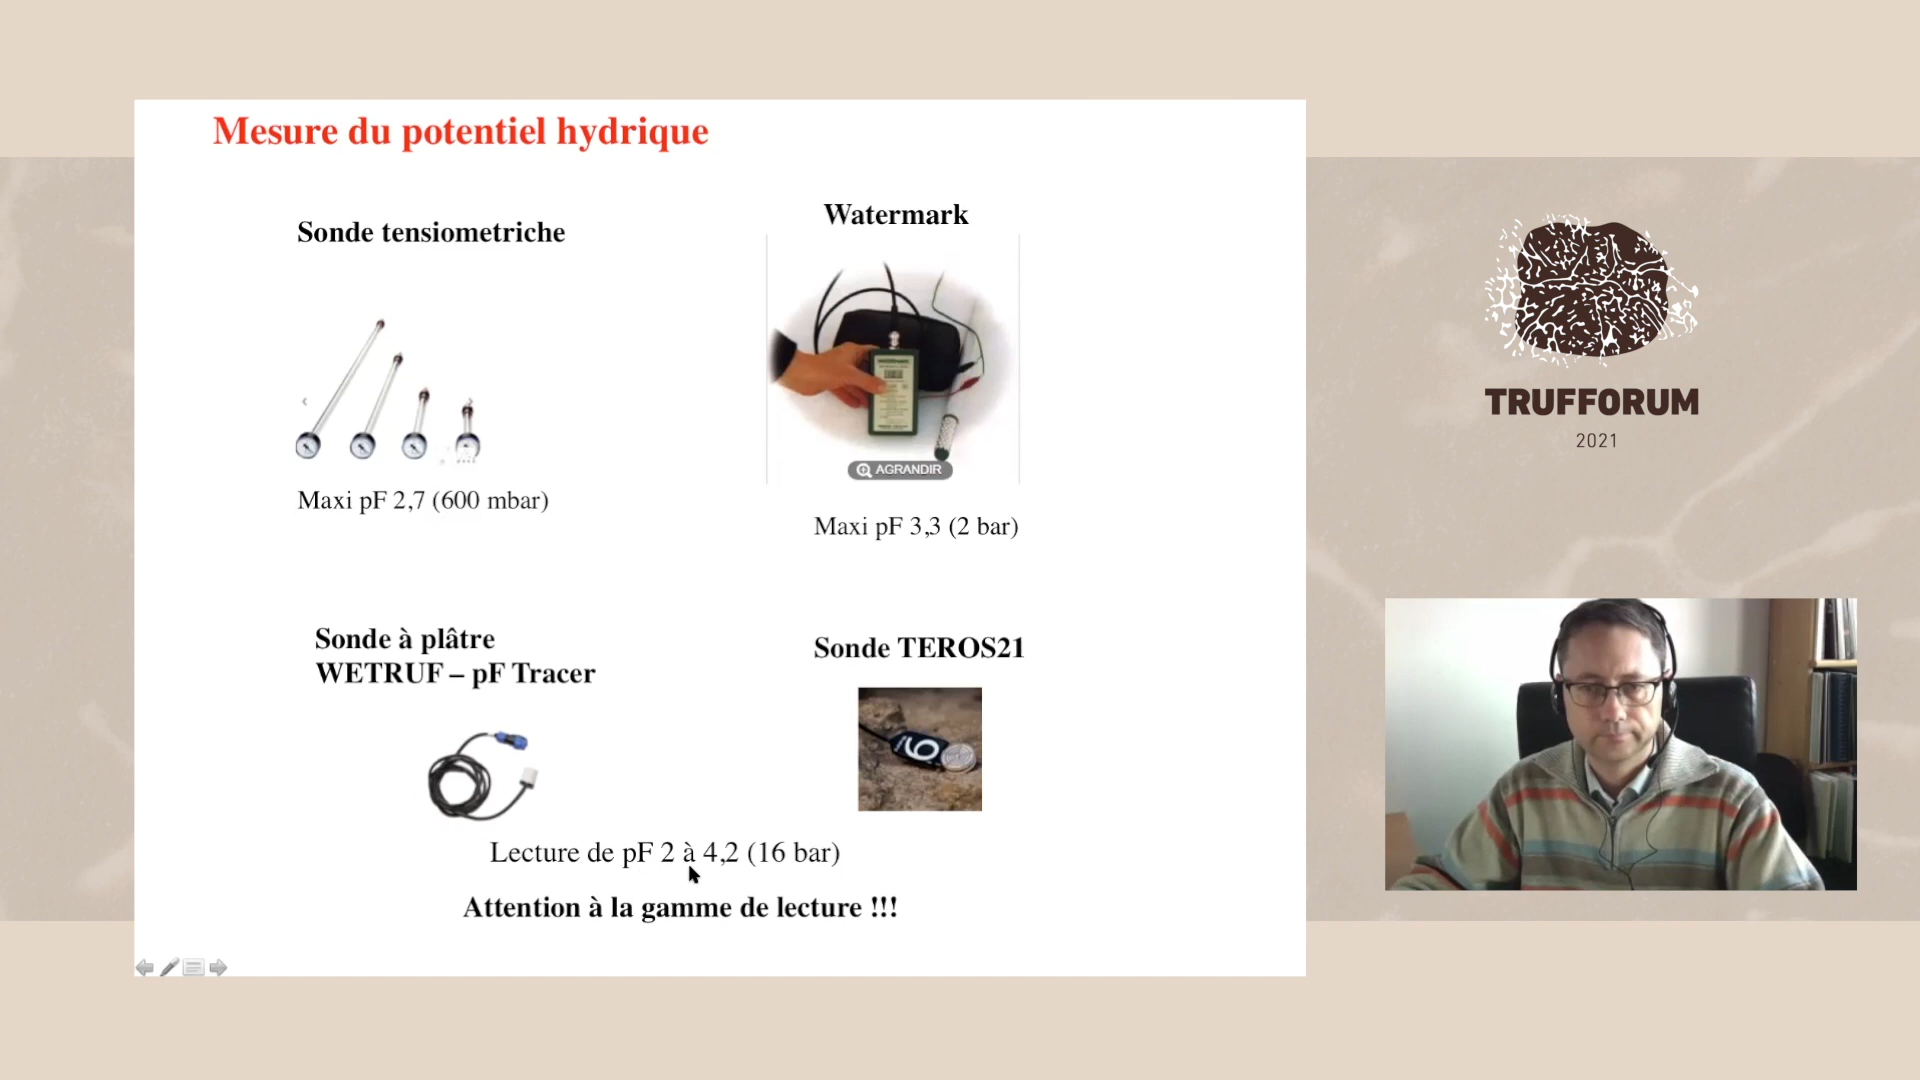 Mesure du potentiel hydrique
Sonde tensiometriche
Watermark
AGRANDIR
Maxi pF 2,7 (600 mbar)
Maxi pF 3,3 (2 bar)
Sonde à plâtre
WETRUF – pF Tracer
Sonde TEROS21
Lecture de pF 2 à 4,2 (16 bar)
Attention à la gamme de lecture !!!
TRUFFORUM
2021